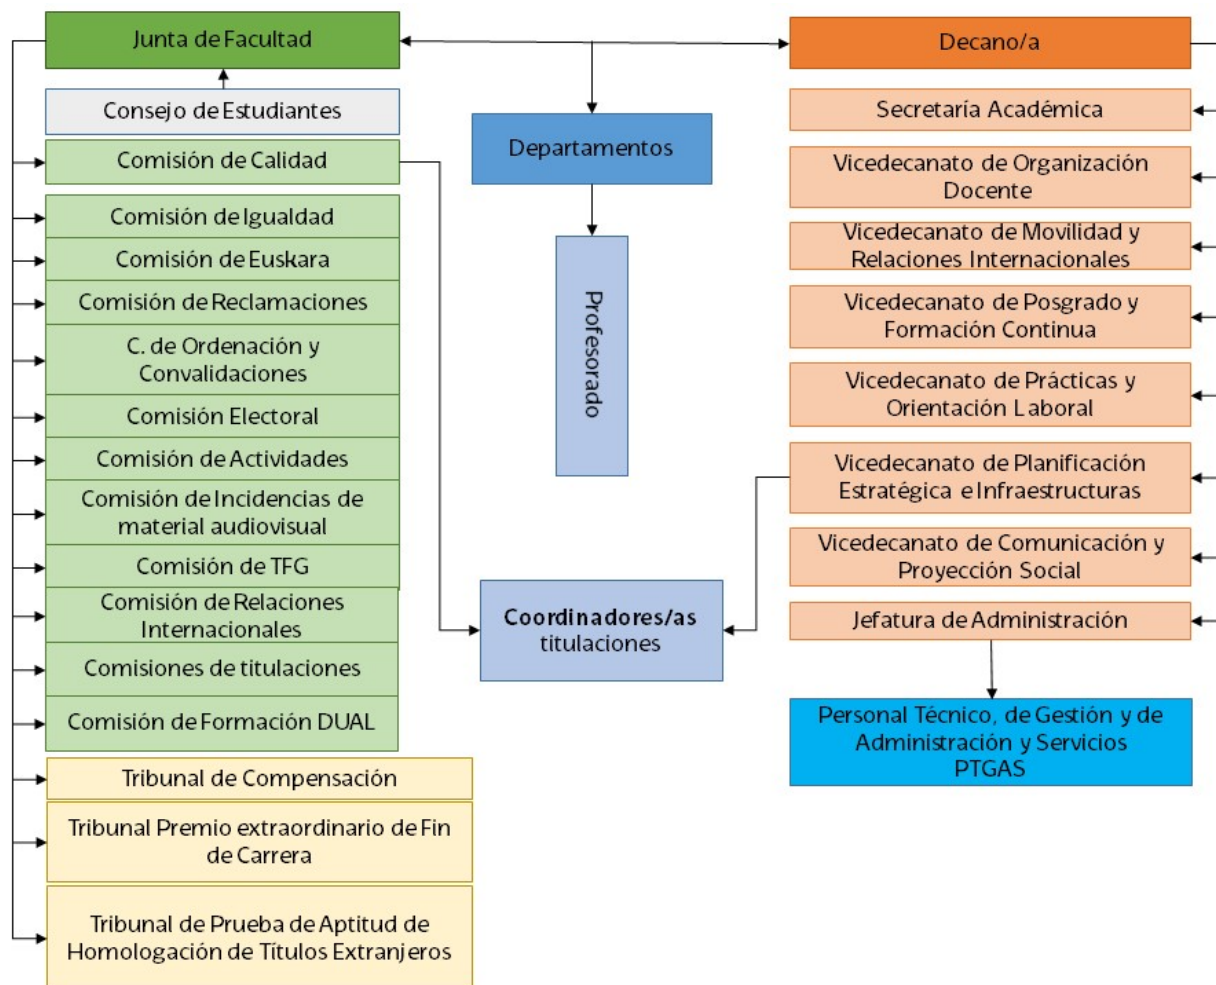 Junta de Facultad
Consejo de Estudiantes
Comisión de Calidad
Comisión de Igualdad
Comisión de Euskara
Comisión de Reclamaciones
C. de Ordenación y
Convalidaciones
Comisión Electoral
Comisión de Actividades
Comisión de Incidencias de
material audiovisual
Comisión de TFG
Comisión de Relaciones
Internacionales
Comisiones de titulaciones
Comisión de Formación DUAL
Tribunal de Compensación
Tribunal Premio extraordinario de Fin
de Carrera
Tribunal de Prueba de Aptitud de
Homologación de Títulos Extranjeros
Departamentos
Profesorado
Coordinadores/as
titulaciones
Decano/a
Secretaría Académica
Vicedecanato de Organización
Docente
Vicedecanato de Movilidad y
Relaciones Internacionales
Vicedecanato de Posgrado y
Formación Continua
Vicedecanato de Prácticas y
Orientación Laboral
Vicedecanato de Planificación
Estratégica e Infraestructuras
Vicedecanato de Comunicación y
Proyección Social
Jefatura de Administración
Personal Técnico, de Gestión y de
Administración y Servicios
PTGAS